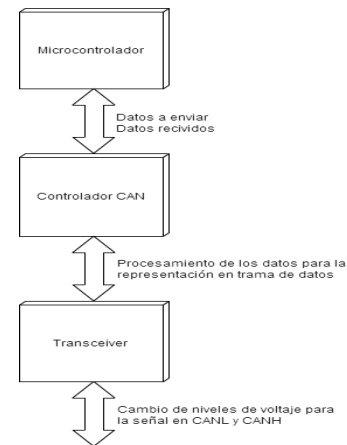 Microcontrolador
Datos a enviar
Datos recividos
Controlador CAN
Procesamiento de los datos para la
representación en trama de datos
Transceiver
Cambio de niveles de voltaje para
la señal en CANL y CANH